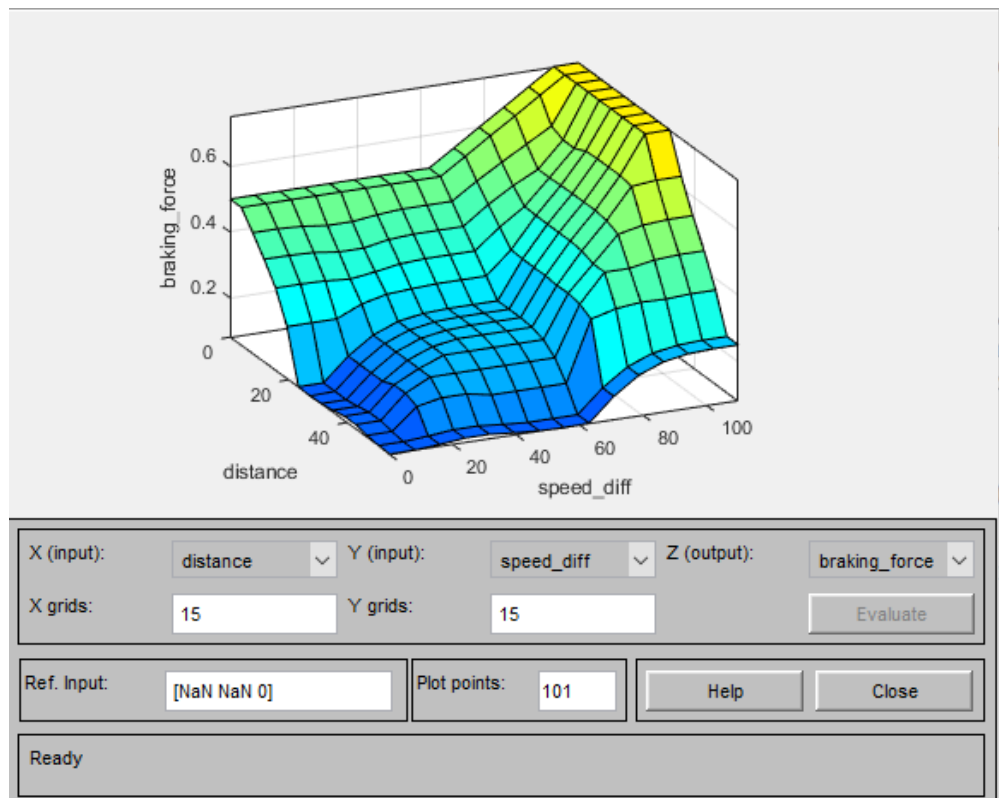 0.6
0.4
0.2
0
braking_force
0
20
40
distance
0
20
40
60
80
100
speed_diff
X (input):
distance
Y (input):
speed_diff
Z (output):
braking_force
X grids:
15
Y grids:
15
Evaluate
Ref. Input:
[NaN NaN 0]
Plot points:
101
Help
Close
Ready